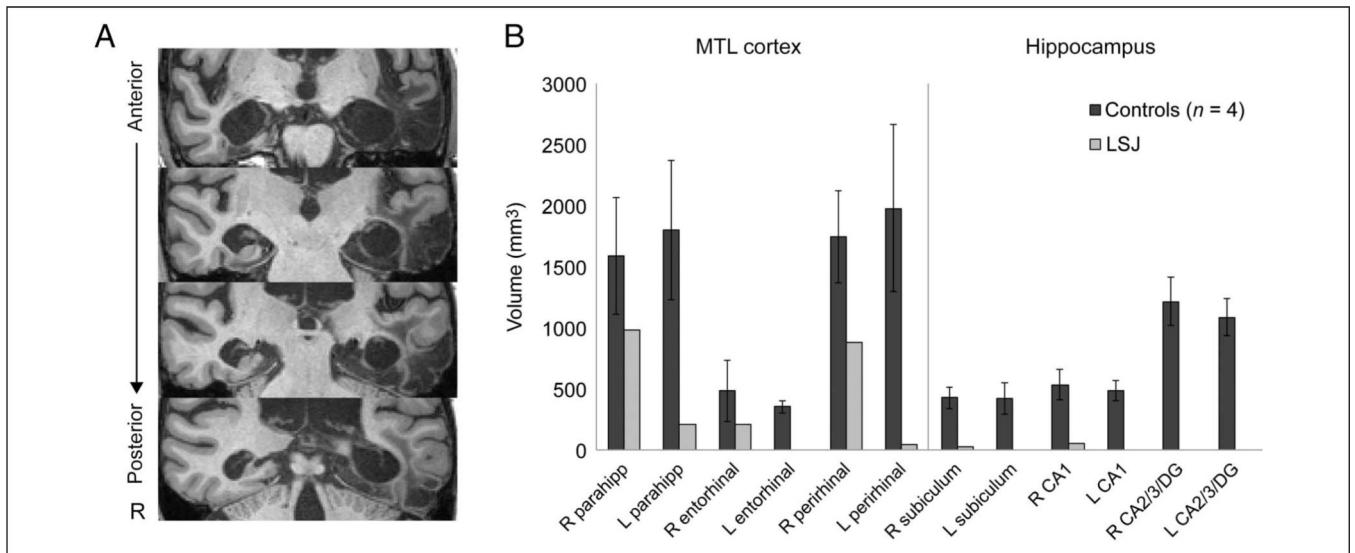 A
Anterior
Posterior
R
B
MTL cortex
Hippocampus
Controls (n = 4)
LSJ
Volume (mm³)
3000
2500
2000
1500
1000
500
0
R parahipp
L parahipp
R entorhinal
L entorhinal
R perirhinal
L perirhinal
R subiculum
L subiculum
R CA1
L CA1
R CA2/3/DG
L CA2/3/DG